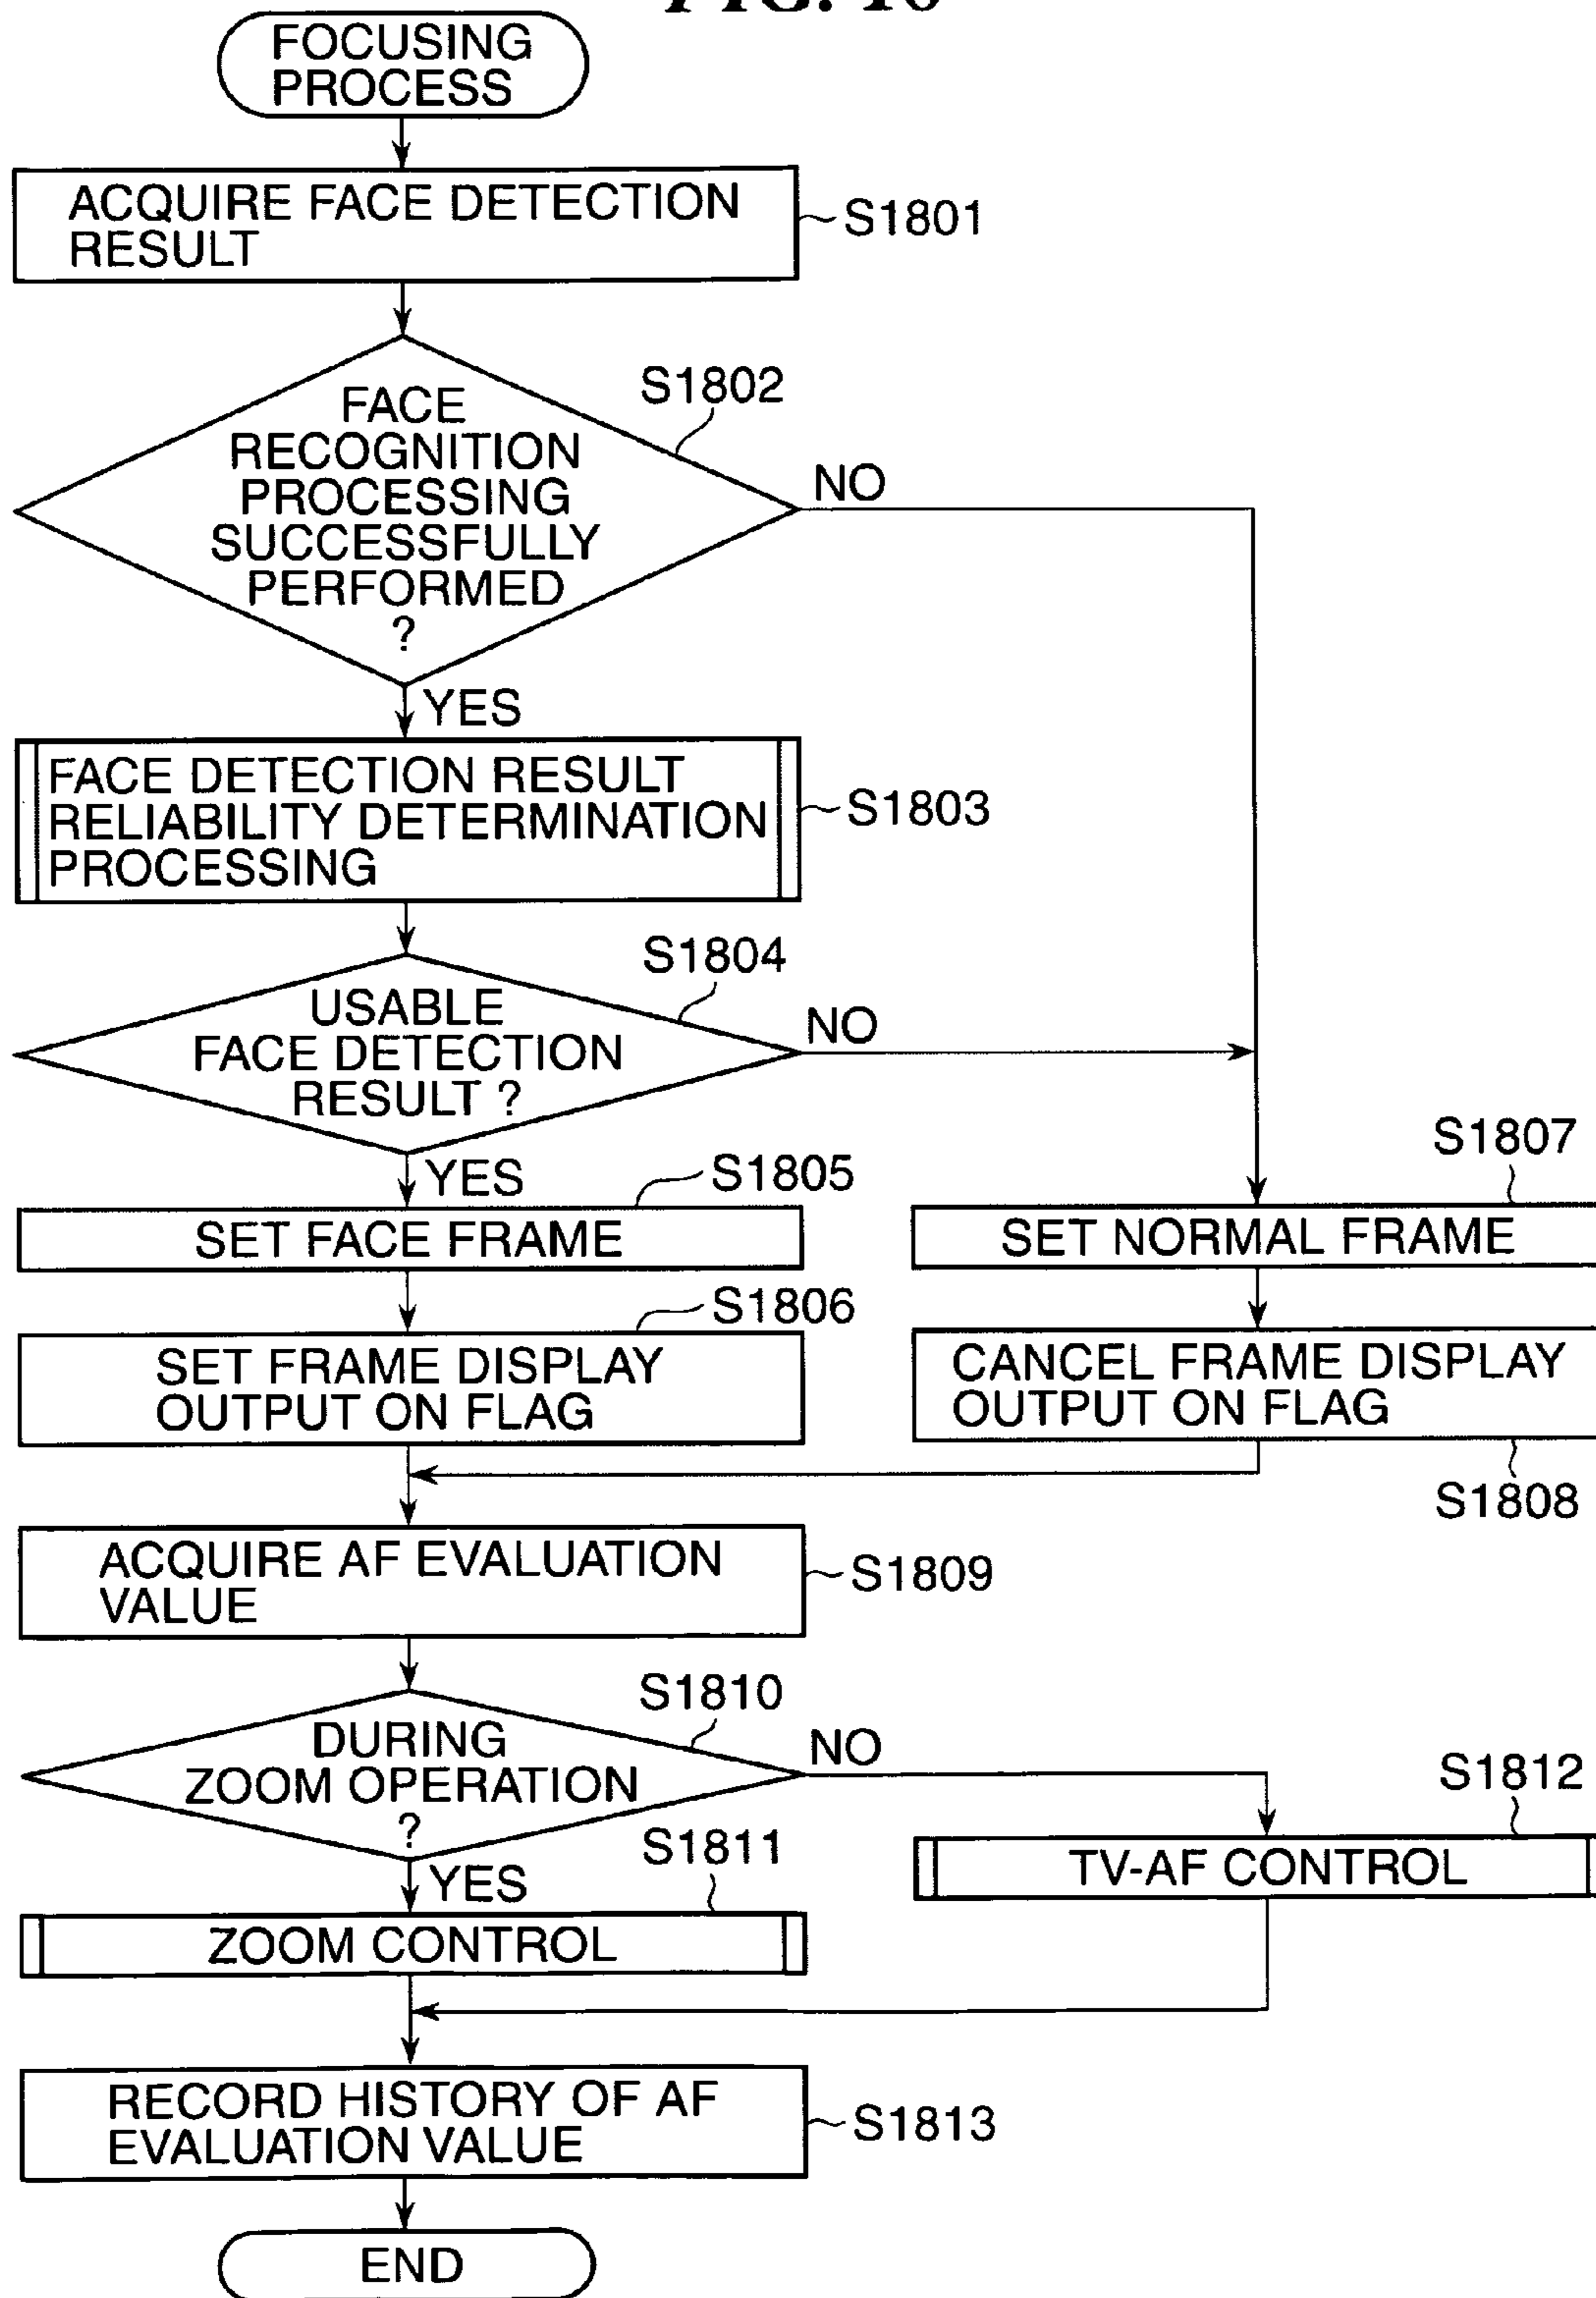 FIG.
FOCUSING
PROCESS
ACQUIRE FACE DETECTION
RESULT
S1801
S1802
FACE
RECOGNITION
PROCESSING
SUCCESSFULLY
PERFORMED
?
NO
YES
FACE DETECTION RESULT
RELIABILITY DETERMINATION
PROCESSING
S1803
S1804
USABLE
FACE DETECTION
RESULT ?
NO
YES
S1805
SET FACE FRAME
S1807
SET NORMAL FRAME
S1806
SET FRAME DISPLAY
OUTPUT ON FLAG
CANCEL FRAME DISPLAY
OUTPUT ON FLAG
S1808
ACQUIRE AF EVALUATION
VALUE
S1809
S1810
DURING
ZOOM OPERATION
?
NO
YES
S1812
TV-AF CONTROL
S1811
ZOOM CONTROL
RECORD HISTORY OF AF
EVALUATION VALUE
S1813
END